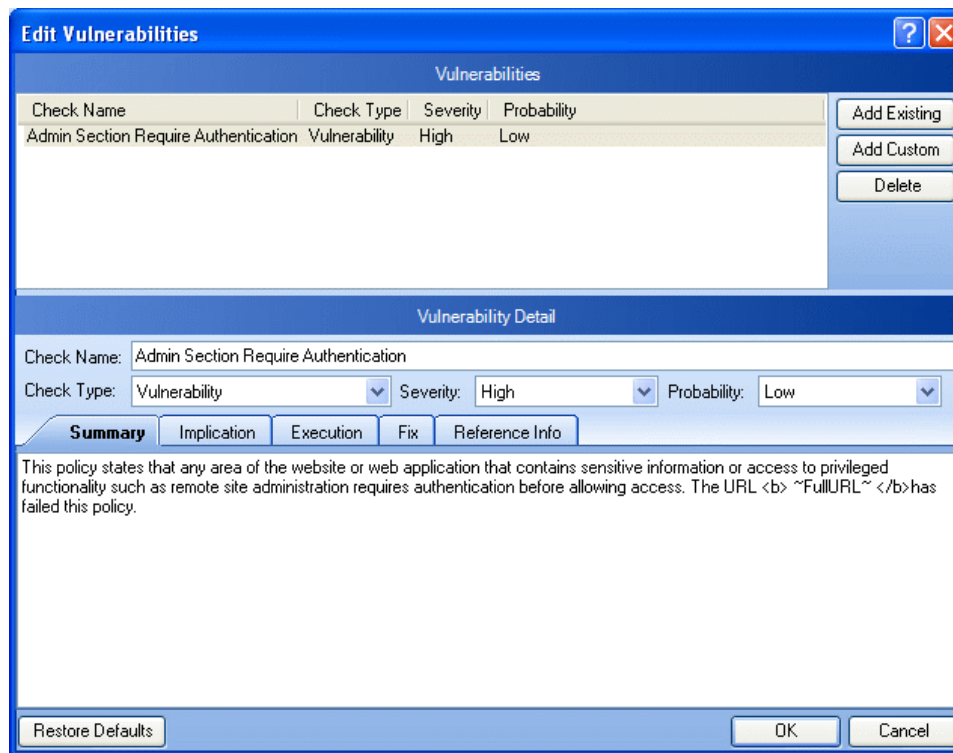 Edit Vulnerabilities
?
Vulnerabilities
Check Name Check Type Severity Probability
Admin Section Require Authentication Vulnerability High Low
Add Existing
Add Custom
Delete
Vulnerability Detail
Check Name: Admin Section Require Authentication
Check Type: Vulnerability Severity: High Probability: Low
Summary Implication Execution Fix Reference Info
This policy states that any area of the website or web application that contains sensitive information or access to privileged
functionality such as remote site administration requires authentication before allowing access. The URL <b> ~FullURL~ </b>has
failed this policy.
Restore Defaults OK Cancel